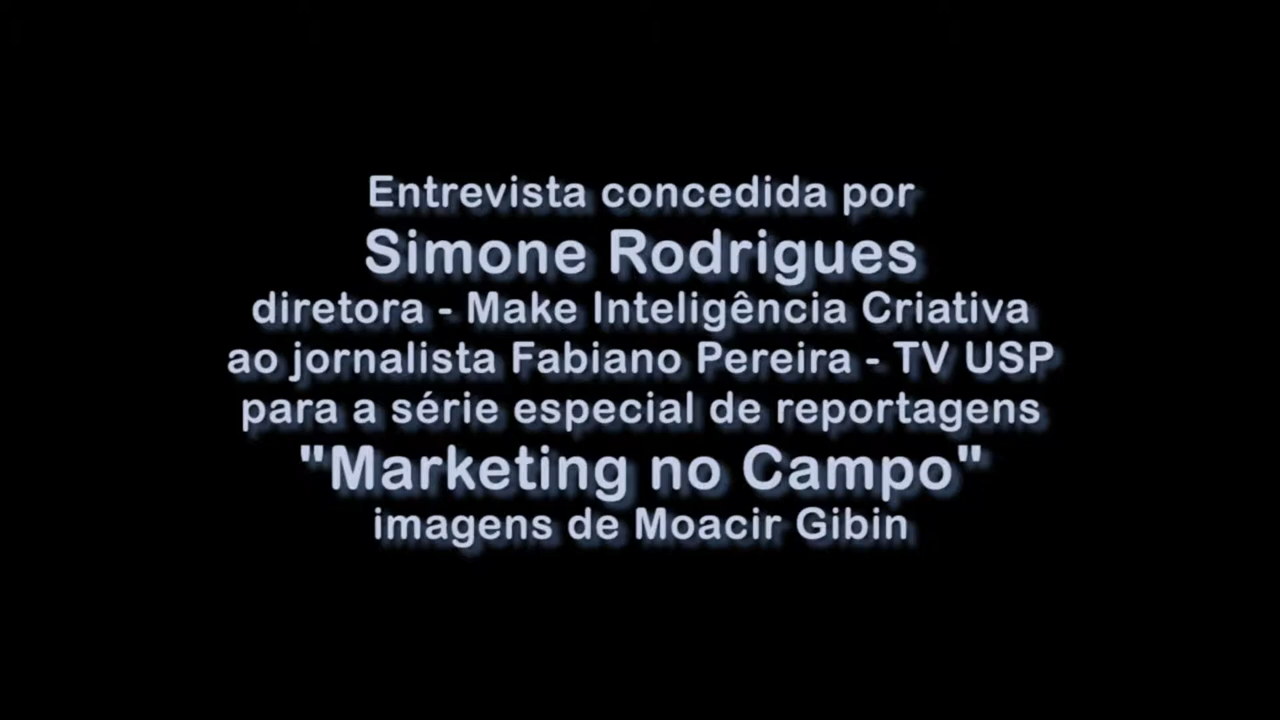 Entrevista concedida por
Simone Rodrigues
diretora - Make Inteligência Criativa
ao jornalista Fabiano Pereira - TV USP
para a série especial de reportagens
"Marketing no Campo"
imagens de Moacir Gibin